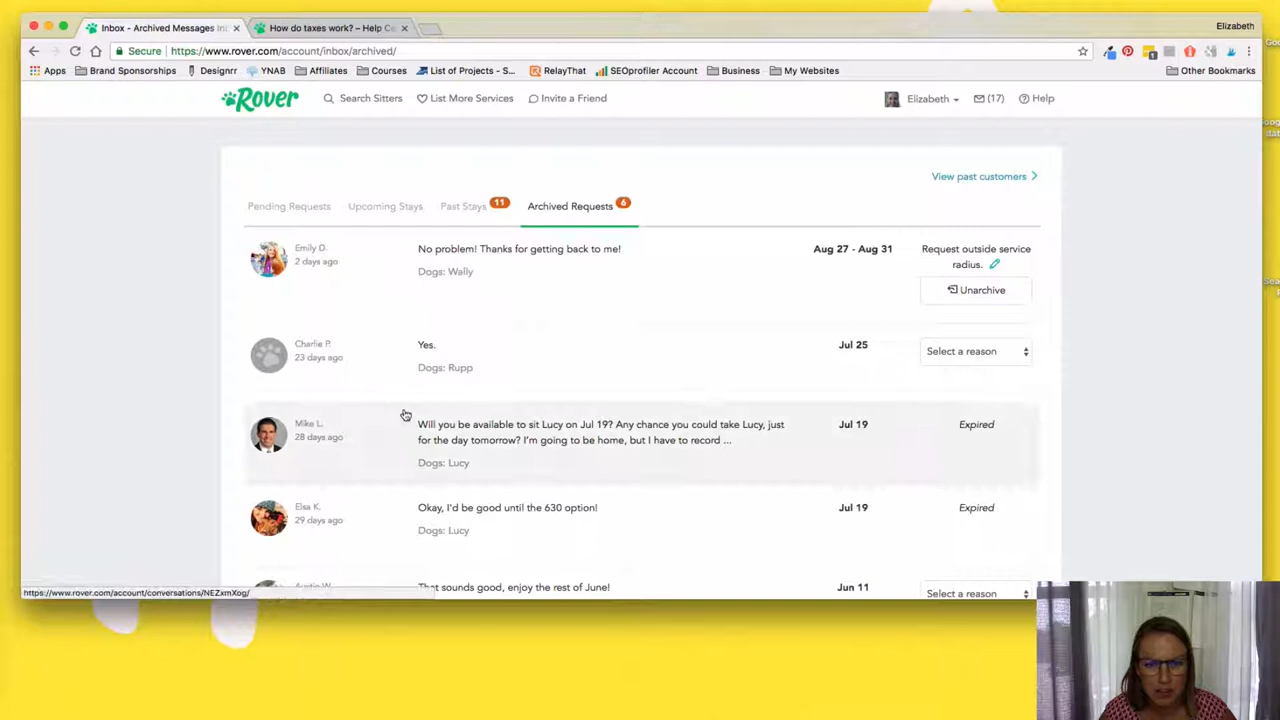 Inbox - Archived Messages In
How do taxes work? – Help Ce
Elizabeth
Secure
https://www.rover.com/account/inbox/archived/
Apps
Brand Sponsorships
Designrr
YNAB
Affiliates
Courses
List of Projects - S...
RelayThat
SEOprofiler Account
Business
My Websites
Other Bookmarks
Rover
Search Sitters
List More Services
Invite a Friend
Elizabeth
(17)
Help
View past customers
Pending Requests
Upcoming Stays
Past Stays 11
Archived Requests 6
Emily D.
2 days ago
No problem! Thanks for getting back to me!
Dogs: Wally
Aug 27 - Aug 31
Request outside service
radius.
Unarchive
Charlie P.
23 days ago
Yes.
Dogs: Rupp
Jul 25
Select a reason
Mike L.
28 days ago
Will you be available to sit Lucy on Jul 19? Any chance you could take Lucy, just
for the day tomorrow? I'm going to be home, but I have to record ...
Dogs: Lucy
Jul 19
Expired
Elsa K.
29 days ago
Okay, I'd be good until the 630 option!
Dogs: Lucy
Jul 19
Expired
Austin W.
That sounds good, enjoy the rest of June!
Jun 11
Select a reason
https://www.rover.com/account/conversations/NEZxmXog/